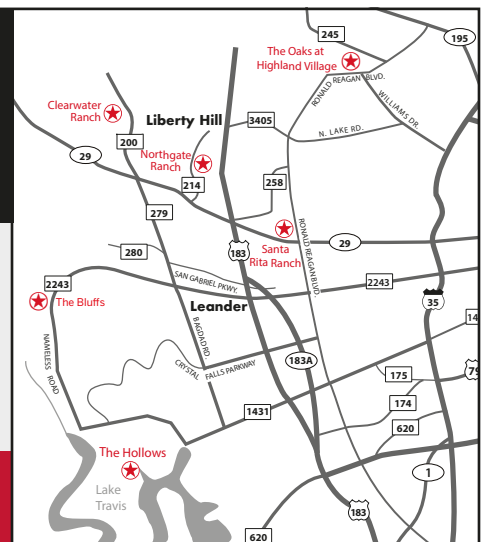 245
195
The Oaks at
Highland Village
RONALD REAGAN BLVD.
WILLIAMS DR.
Clearwater
Ranch
Liberty Hill
3405
N. LAKE RD.
200
29
Northgate
Ranch
214
258
279
RONALD REAGAN BLVD.
Santa
Rita Ranch
29
280
183
SAN GABRIEL PKWY.
2243
2243
The Bluffs
Leander
35
14
NAMELESS ROAD
BAGDAD RD.
CRYSTAL FALLS PARKWAY
183A
175
79
174
1431
620
The Hollows
Lake
Travis
1
183
620